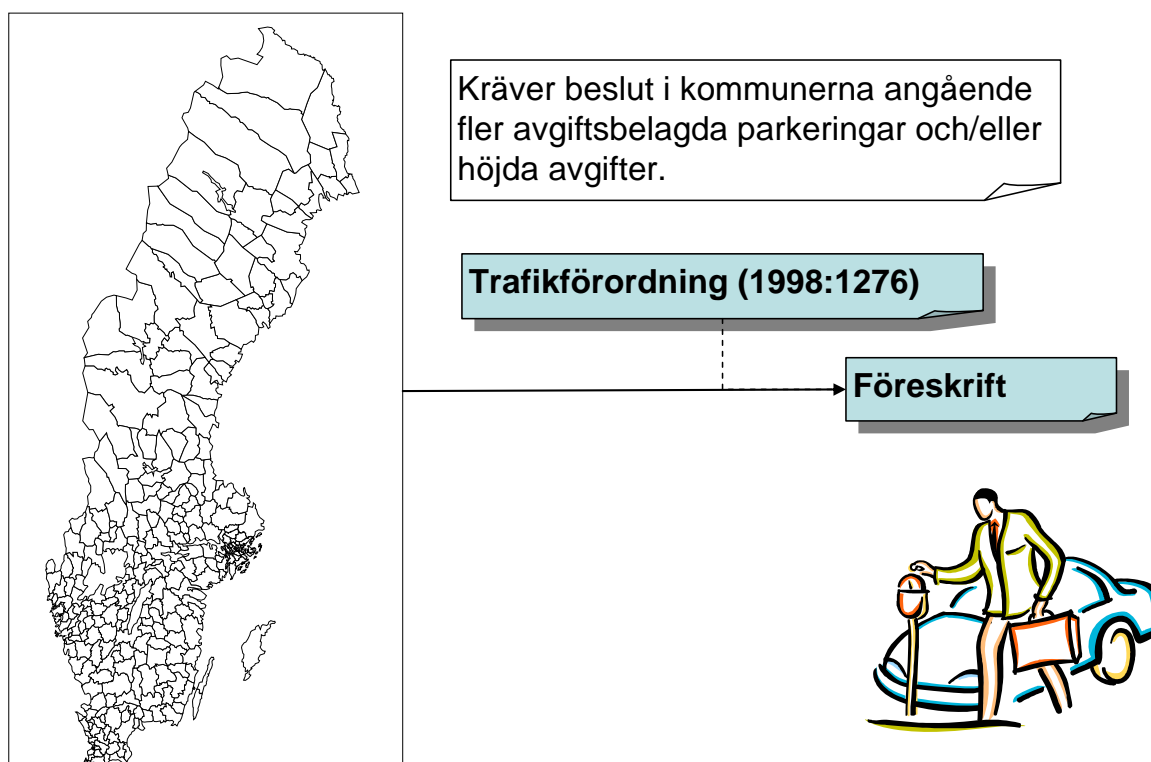 Kräver beslut i kommunerna angående
fler avgiftsbelagda parkeringar och/eller
höjda avgifter.
Trafikförordning (1998:1276)
Föreskrift